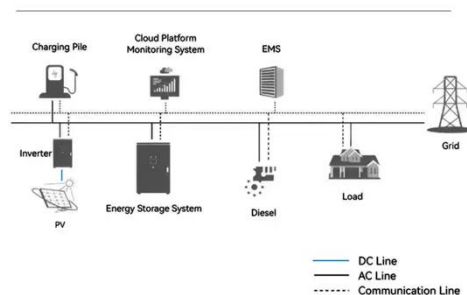 Charging Pile
Cloud Platform
Monitoring System
EMS
Grid
Inverter
PV
Energy Storage System
Diesel
Load
DC Line
AC Line
Communication Line